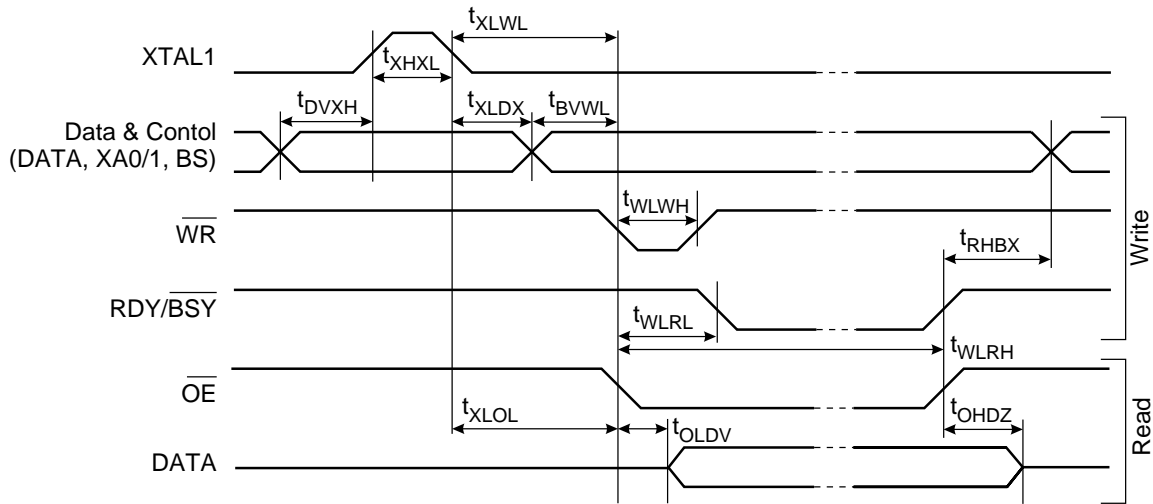 tXLWL
XTAL1
tXHXL
tDVXH
tXLDX
tBVWL
Data & Contol
(DATA, XA0/1, BS)
tWLWH
WR
tRHBX
Write
RDY/BSY
tWLRL
tWLRH
OE
tXLOL
tOLDV
tOHDZ
Read
DATA